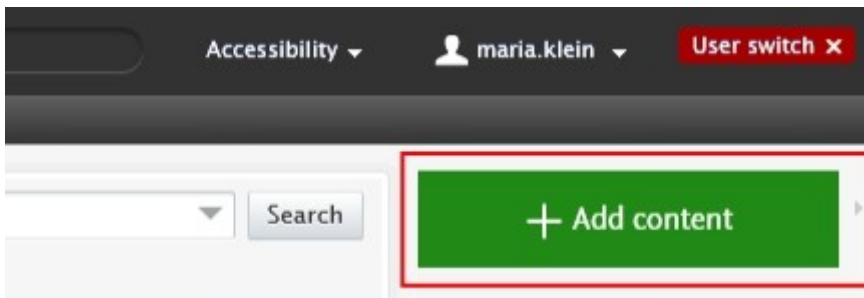 Accessibility maria.klein User switch ×
Search + Add content